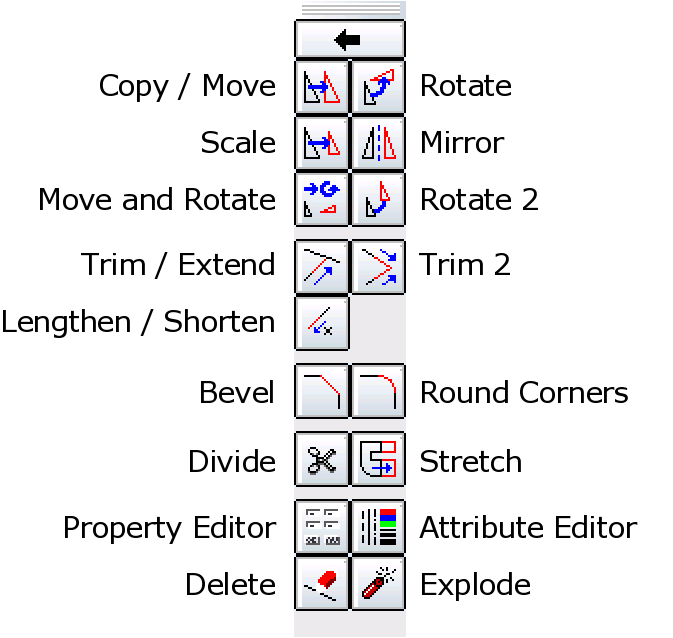 Copy / Move Rotate
Scale Mirror
Move and Rotate Rotate 2
Trim / Extend Trim 2
Lengthen / Shorten
Bevel Round Corners
Divide Stretch
Property Editor Attribute Editor
Delete Explode